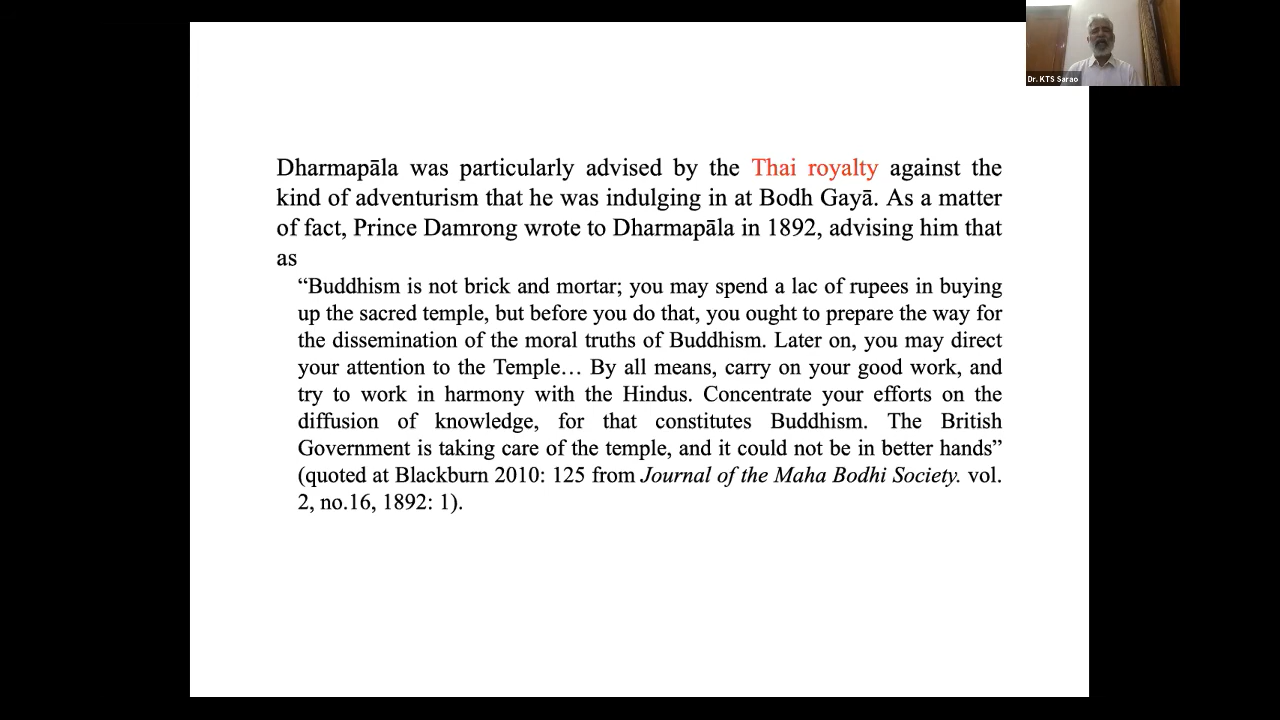 Dr. KTS Sarao
Dharmapāla was particularly advised by the Thai royalty against the
kind of adventurism that he was indulging in at Bodh Gayā. As a matter
of fact, Prince Damrong wrote to Dharmapāla in 1892, advising him that
as
“Buddhism is not brick and mortar; you may spend a lac of rupees in buying
up the sacred temple, but before you do that, you ought to prepare the way for
the dissemination of the moral truths of Buddhism. Later on, you may direct
your attention to the Temple… By all means, carry on your good work, and
try to work in harmony with the Hindus. Concentrate your efforts on the
diffusion of knowledge, for that constitutes Buddhism. The British
Government is taking care of the temple, and it could not be in better hands”
(quoted at Blackburn 2010: 125 from Journal of the Maha Bodhi Society. vol.
2, no.16, 1892: 1).